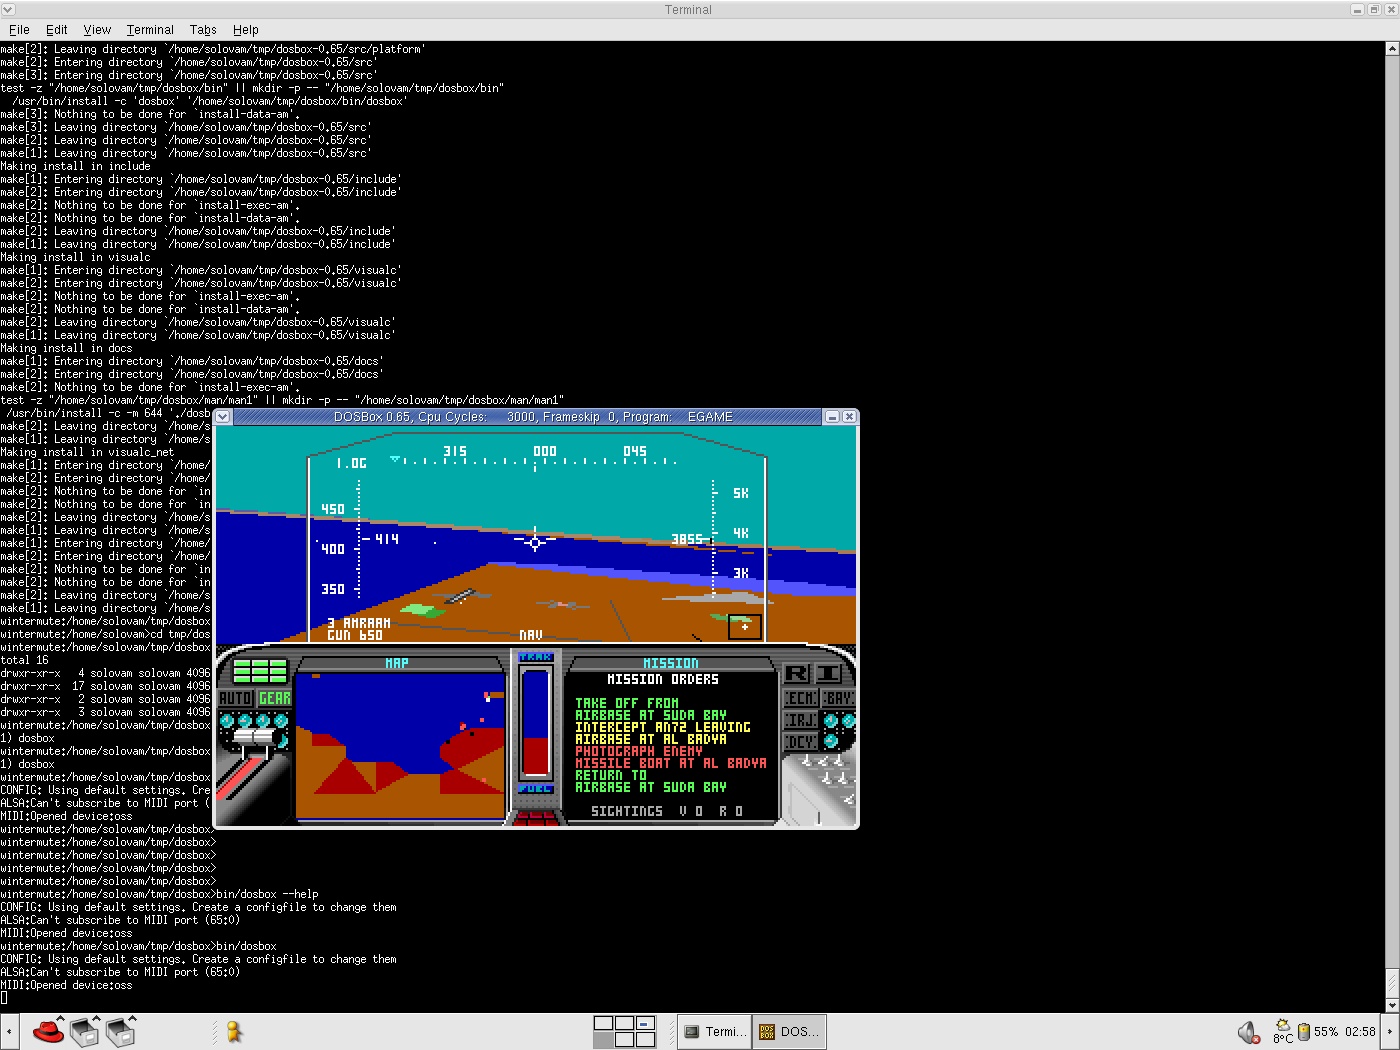 Terminal
File Edit View Terminal Tabs Help
make[2]: Leaving directory `/home/solovam/tmp/dosbox-0.65/src/platform'
make[2]: Entering directory `/home/solovam/tmp/dosbox-0.65/src'
make[3]: Entering directory `/home/solovam/tmp/dosbox-0.65/src'
test -z "/home/solovam/tmp/dosbox/bin" || mkdir -p -- "/home/solovam/tmp/dosbox/bin"
/usr/bin/install -c 'dosbox' '/home/solovam/tmp/dosbox/bin/dosbox'
make[3]: Nothing to be done for `install-data-am'.
make[3]: Leaving directory `/home/solovam/tmp/dosbox-0.65/src'
make[2]: Leaving directory `/home/solovam/tmp/dosbox-0.65/src'
make[1]: Leaving directory `/home/solovam/tmp/dosbox-0.65/src'
Making install in include
make[1]: Entering directory `/home/solovam/tmp/dosbox-0.65/include'
make[2]: Entering directory `/home/solovam/tmp/dosbox-0.65/include'
make[2]: Nothing to be done for `install-exec-am'.
make[2]: Nothing to be done for `install-data-am'.
make[2]: Leaving directory `/home/solovam/tmp/dosbox-0.65/include'
make[1]: Leaving directory `/home/solovam/tmp/dosbox-0.65/include'
Making install in visualc
make[1]: Entering directory `/home/solovam/tmp/dosbox-0.65/visualc'
make[2]: Entering directory `/home/solovam/tmp/dosbox-0.65/visualc'
make[2]: Nothing to be done for `install-exec-am'.
make[2]: Nothing to be done for `install-data-am'.
make[2]: Leaving directory `/home/solovam/tmp/dosbox-0.65/visualc'
make[1]: Leaving directory `/home/solovam/tmp/dosbox-0.65/visualc'
Making install in docs
make[1]: Entering directory `/home/solovam/tmp/dosbox-0.65/docs'
make[2]: Entering directory `/home/solovam/tmp/dosbox-0.65/docs'
make[2]: Nothing to be done for `install-exec-am'.
test -z "/home/solovam/tmp/dosbox/man/man1" || mkdir -p -- "/home/solovam/tmp/dosbox/man/man1"
/usr/bin/install -c -m 644 './dosb
make[2]: Leaving directory `/home/s
make[1]: Leaving directory `/home/s
Making install in visualc_net
make[1]: Entering directory `/home/
make[2]: Entering directory `/home/
make[2]: Nothing to be done for `in
make[2]: Nothing to be done for `in
make[2]: Leaving directory `/home/s
make[1]: Leaving directory `/home/s
make[1]: Entering directory `/home/
make[2]: Entering directory `/home/
make[2]: Nothing to be done for `in
make[2]: Nothing to be done for `in
make[2]: Leaving directory `/home/s
make[1]: Leaving directory `/home/s
wintermute:/home/solovam/tmp/dosbox
wintermute:/home/solovam>cd tmp/dos
wintermute:/home/solovam/tmp/dosbox
total 16
drwxr-xr-x 4 solovam solovam 4096
drwxr-xr-x 17 solovam solovam 4096
drwxr-xr-x 2 solovam solovam 4096
drwxr-xr-x 3 solovam solovam 4096
wintermute:/home/solovam/tmp/dosbox
1) dosbox
wintermute:/home/solovam/tmp/dosbox
1) dosbox
wintermute:/home/solovam/tmp/dosbox
CONFIG: Using default settings. Cre
ALSA:Can't subscribe to MIDI port (
MIDI:Opened device:oss
wintermute:/home/solovam/tmp/dosbox>
wintermute:/home/solovam/tmp/dosbox>
wintermute:/home/solovam/tmp/dosbox>
wintermute:/home/solovam/tmp/dosbox>
wintermute:/home/solovam/tmp/dosbox>
wintermute:/home/solovam/tmp/dosbox>bin/dosbox --help
CONFIG: Using default settings. Create a configfile to change them
ALSA:Can't subscribe to MIDI port (65:0)
MIDI:Opened device:oss
wintermute:/home/solovam/tmp/dosbox>bin/dosbox
CONFIG: Using default settings. Create a configfile to change them
ALSA:Can't subscribe to MIDI port (65:0)
MIDI:Opened device:oss
DOSBox 0.65, Cpu Cycles: 3000, Frameskip 0, Program: EGAME
315 000 045
1.0G
5K
450
4K
414
3855
400
3K
350
3 AMRAAM
GUN 650
NAV
MAP
TRAK
FUEL
AUTO GEAR
MISSION
MISSION ORDERS
TAKE OFF FROM
AIRBASE AT SUDA BAY
INTERCEPT AN72 LEAVING
AIRBASE AT AL BADYA
PHOTOGRAPH ENEMY
MISSILE BOAT AT AL BADYA
RETURN TO
AIRBASE AT SUDA BAY
SIGHTINGS V 0 R 0
R I
ECM BAY
IRJ
DCY
Termi... DOS...
DOS BOX
8°C 55% 02:58